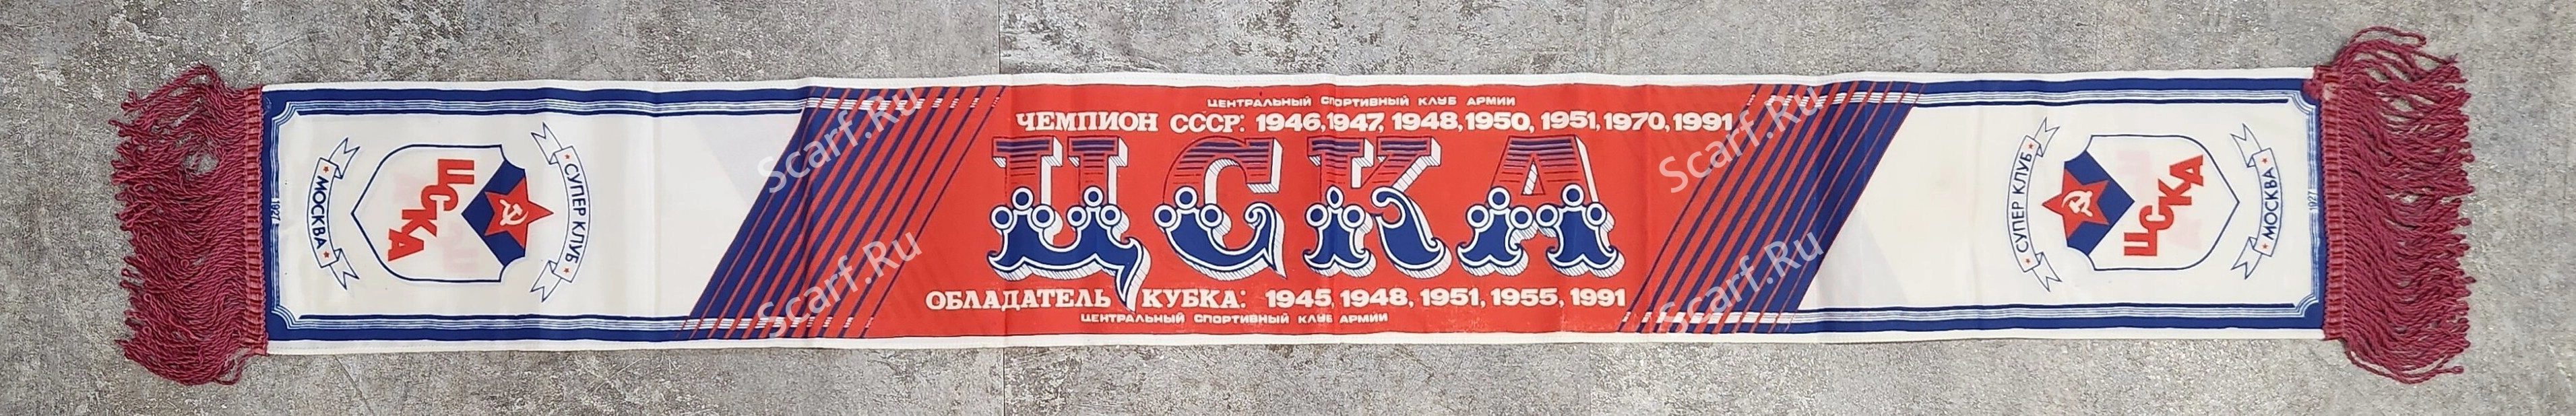 СУПЕР КЛУБ
ЦСКА
МОСКВА
1927
ЦЕНТРАЛЬНЫЙ СПОРТИВНЫЙ КЛУБ АРМИИ
ЧЕМПИОН СССР: 1946, 1947, 1948, 1950, 1951, 1970, 1991
ЦСКА
ОБЛАДАТЕЛЬ КУБКА: 1945, 1948, 1951, 1955, 1991
ЦЕНТРАЛЬНЫЙ СПОРТИВНЫЙ КЛУБ АРМИИ
СУПЕР КЛУБ
ЦСКА
МОСКВА
1927
Scarf.Ru
Scarf.Ru
Scarf.Ru
Scarf.Ru